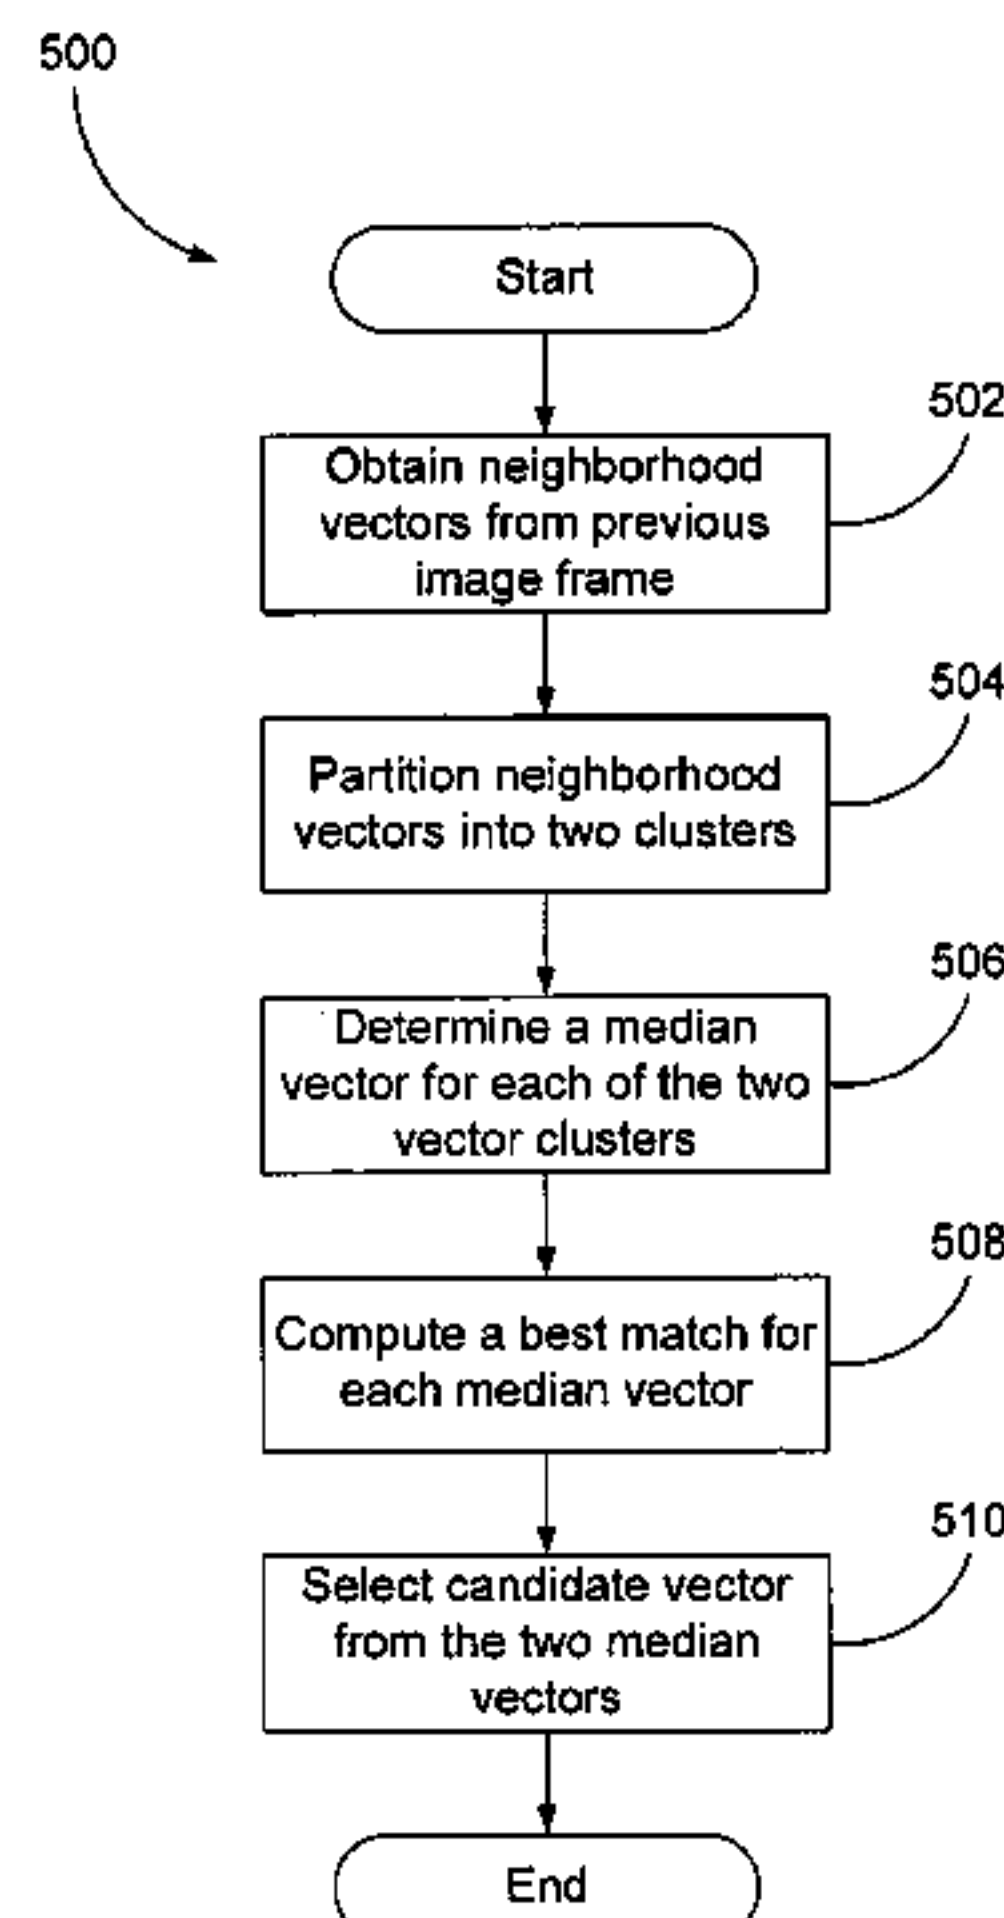 500
Start
502
Obtain neighborhood
vectors from previous
image frame
504
Partition neighborhood
vectors into two clusters
506
Determine a median
vector for each of the two
vector clusters
508
Compute a best match for
each median vector
510
Select candidate vector
from the two median
vectors
End